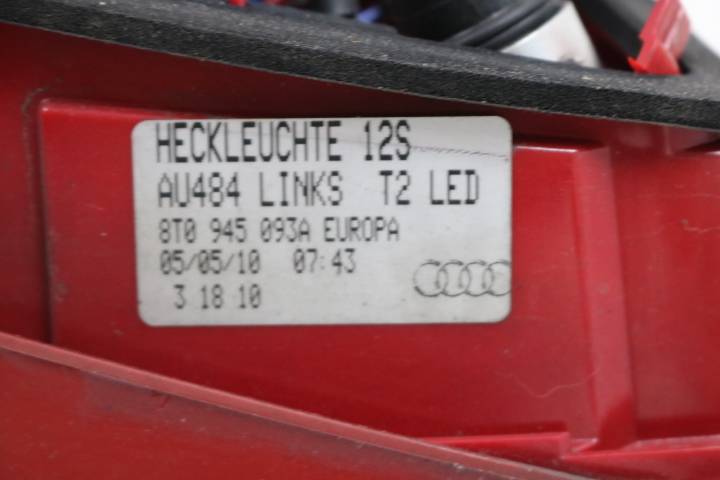 HECKLEUCHTE 12S
AU484 LINKS T2 LED
8T0 945 093A EUROPA
05/05/10 07:43
3 18 10